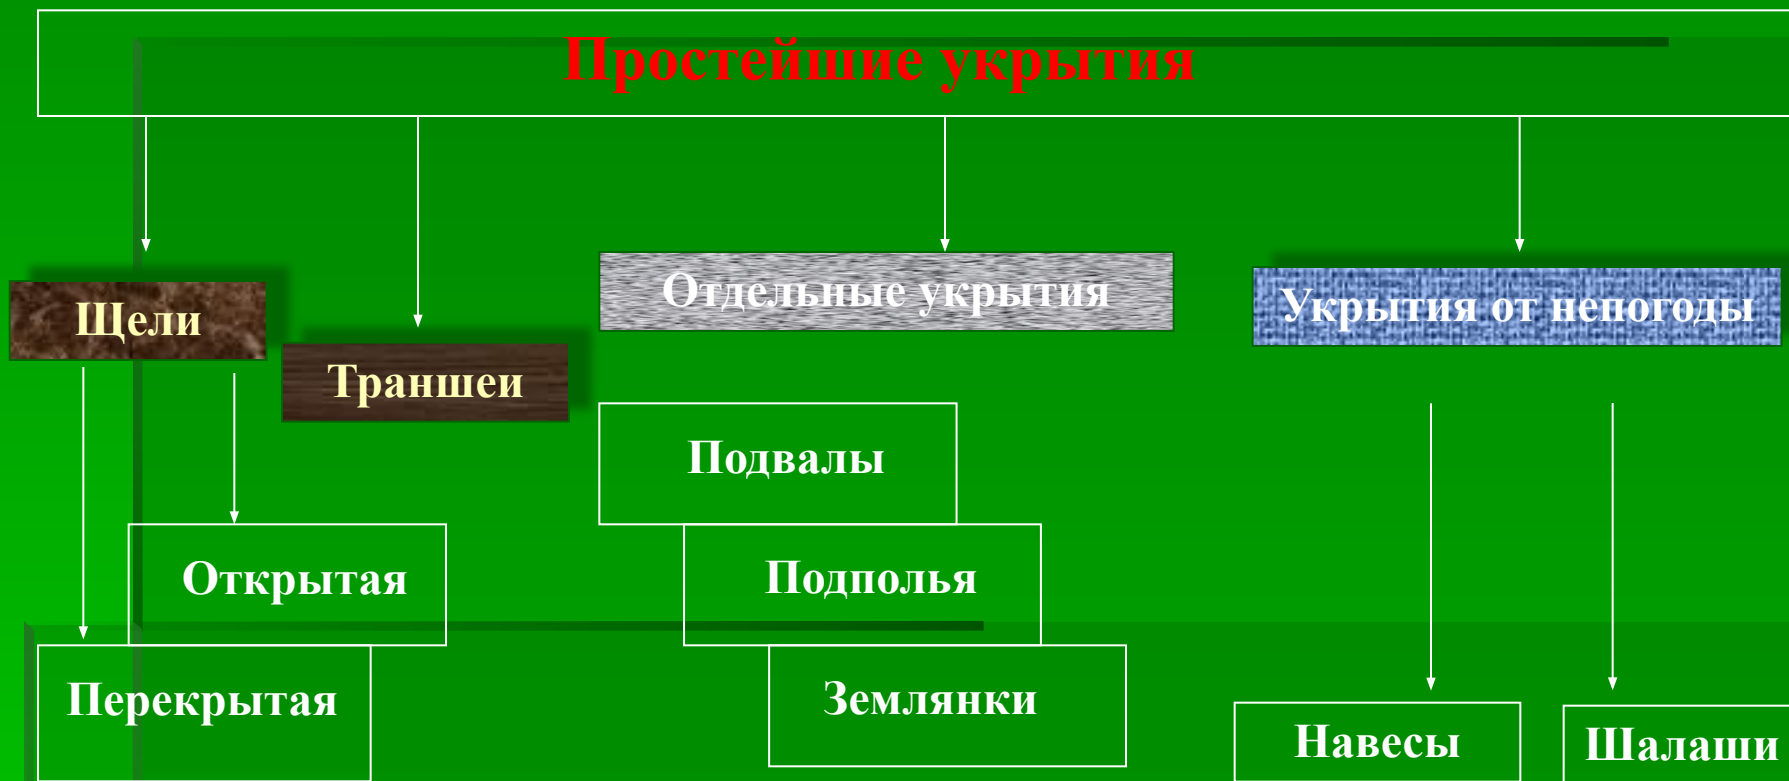 Простейшие укрытия
Щели
Траншеи
Отдельные укрытия
Укрытия от непогоды
Подвалы
Открытая
Подполья
Перекрытая
Землянки
Навесы
Шалаши